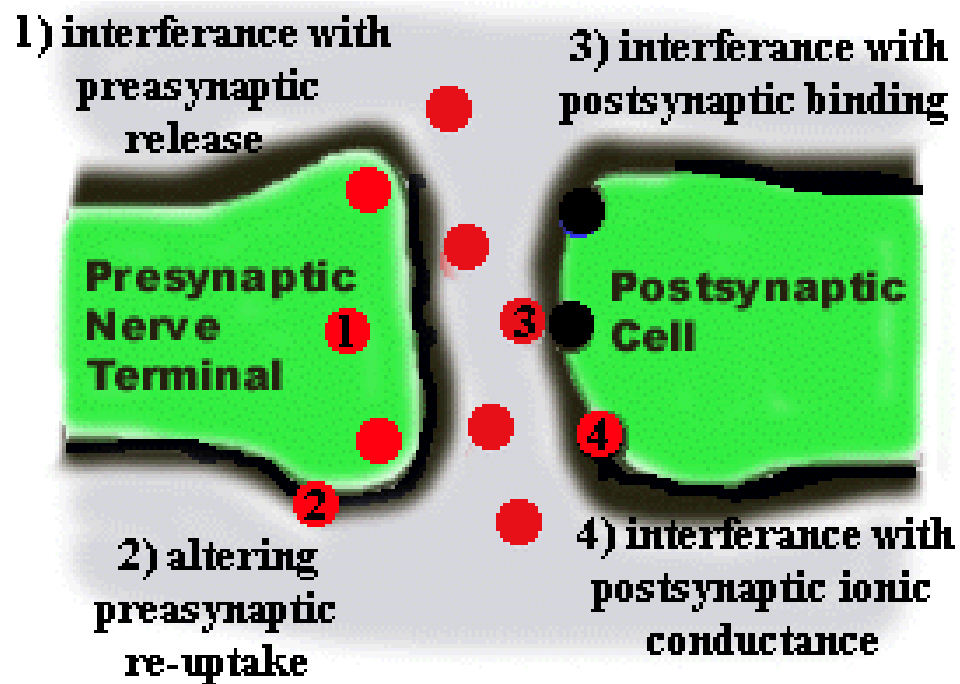 1) interferance with
preasynaptic
release
3) interferance with
postsynaptic binding
Presynaptic
Nerve
Terminal
1
2
3
4
Postsynaptic
Cell
2) altering
preasynaptic
re-uptake
4) interferance with
postsynaptic ionic
conductance